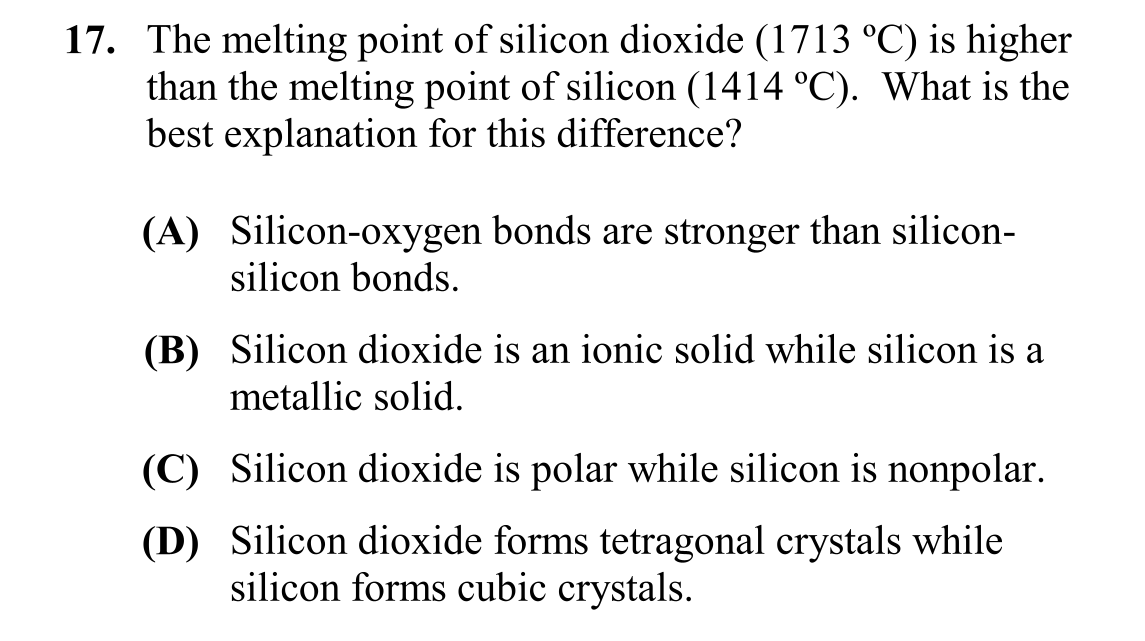 17. The melting point of silicon dioxide (1713 ºC) is higher
than the melting point of silicon (1414 ºC). What is the
best explanation for this difference?
(A) Silicon-oxygen bonds are stronger than silicon-
silicon bonds.
(B) Silicon dioxide is an ionic solid while silicon is a
metallic solid.
(C) Silicon dioxide is polar while silicon is nonpolar.
(D) Silicon dioxide forms tetragonal crystals while
silicon forms cubic crystals.